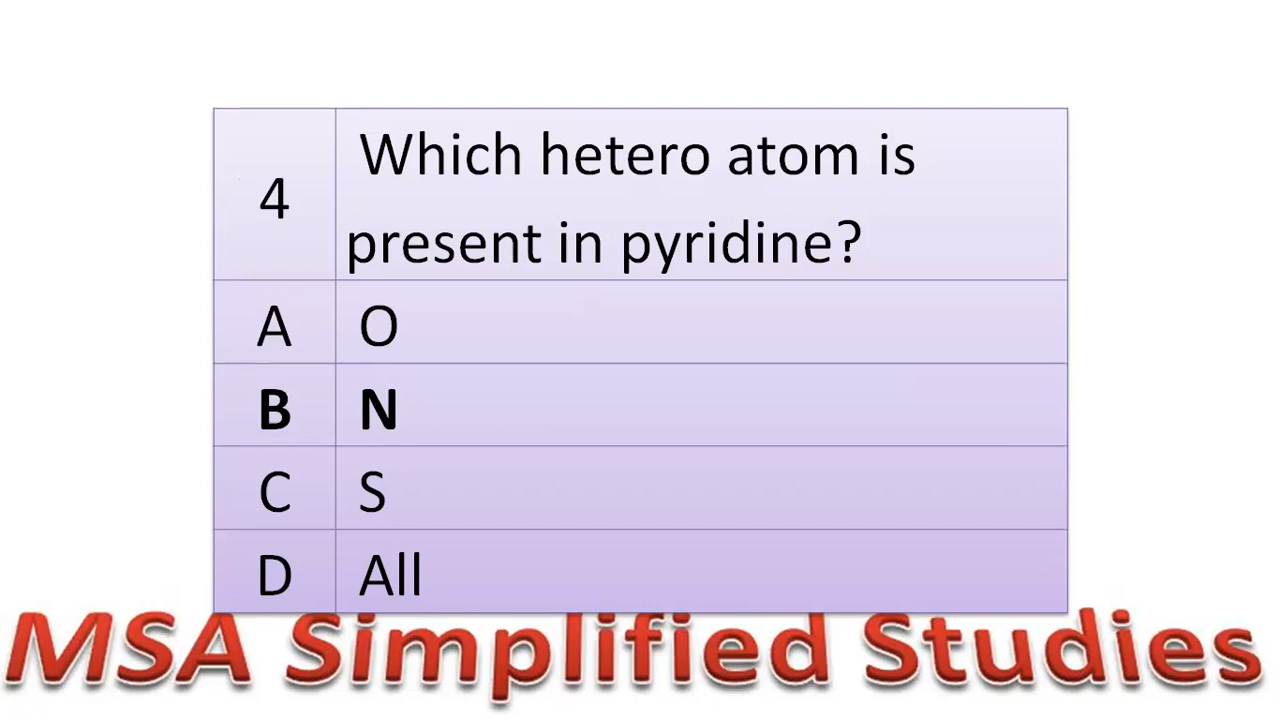 4 Which hetero atom is
present in pyridine?
A O
B N
C S
D All
MSA Simplified Studies